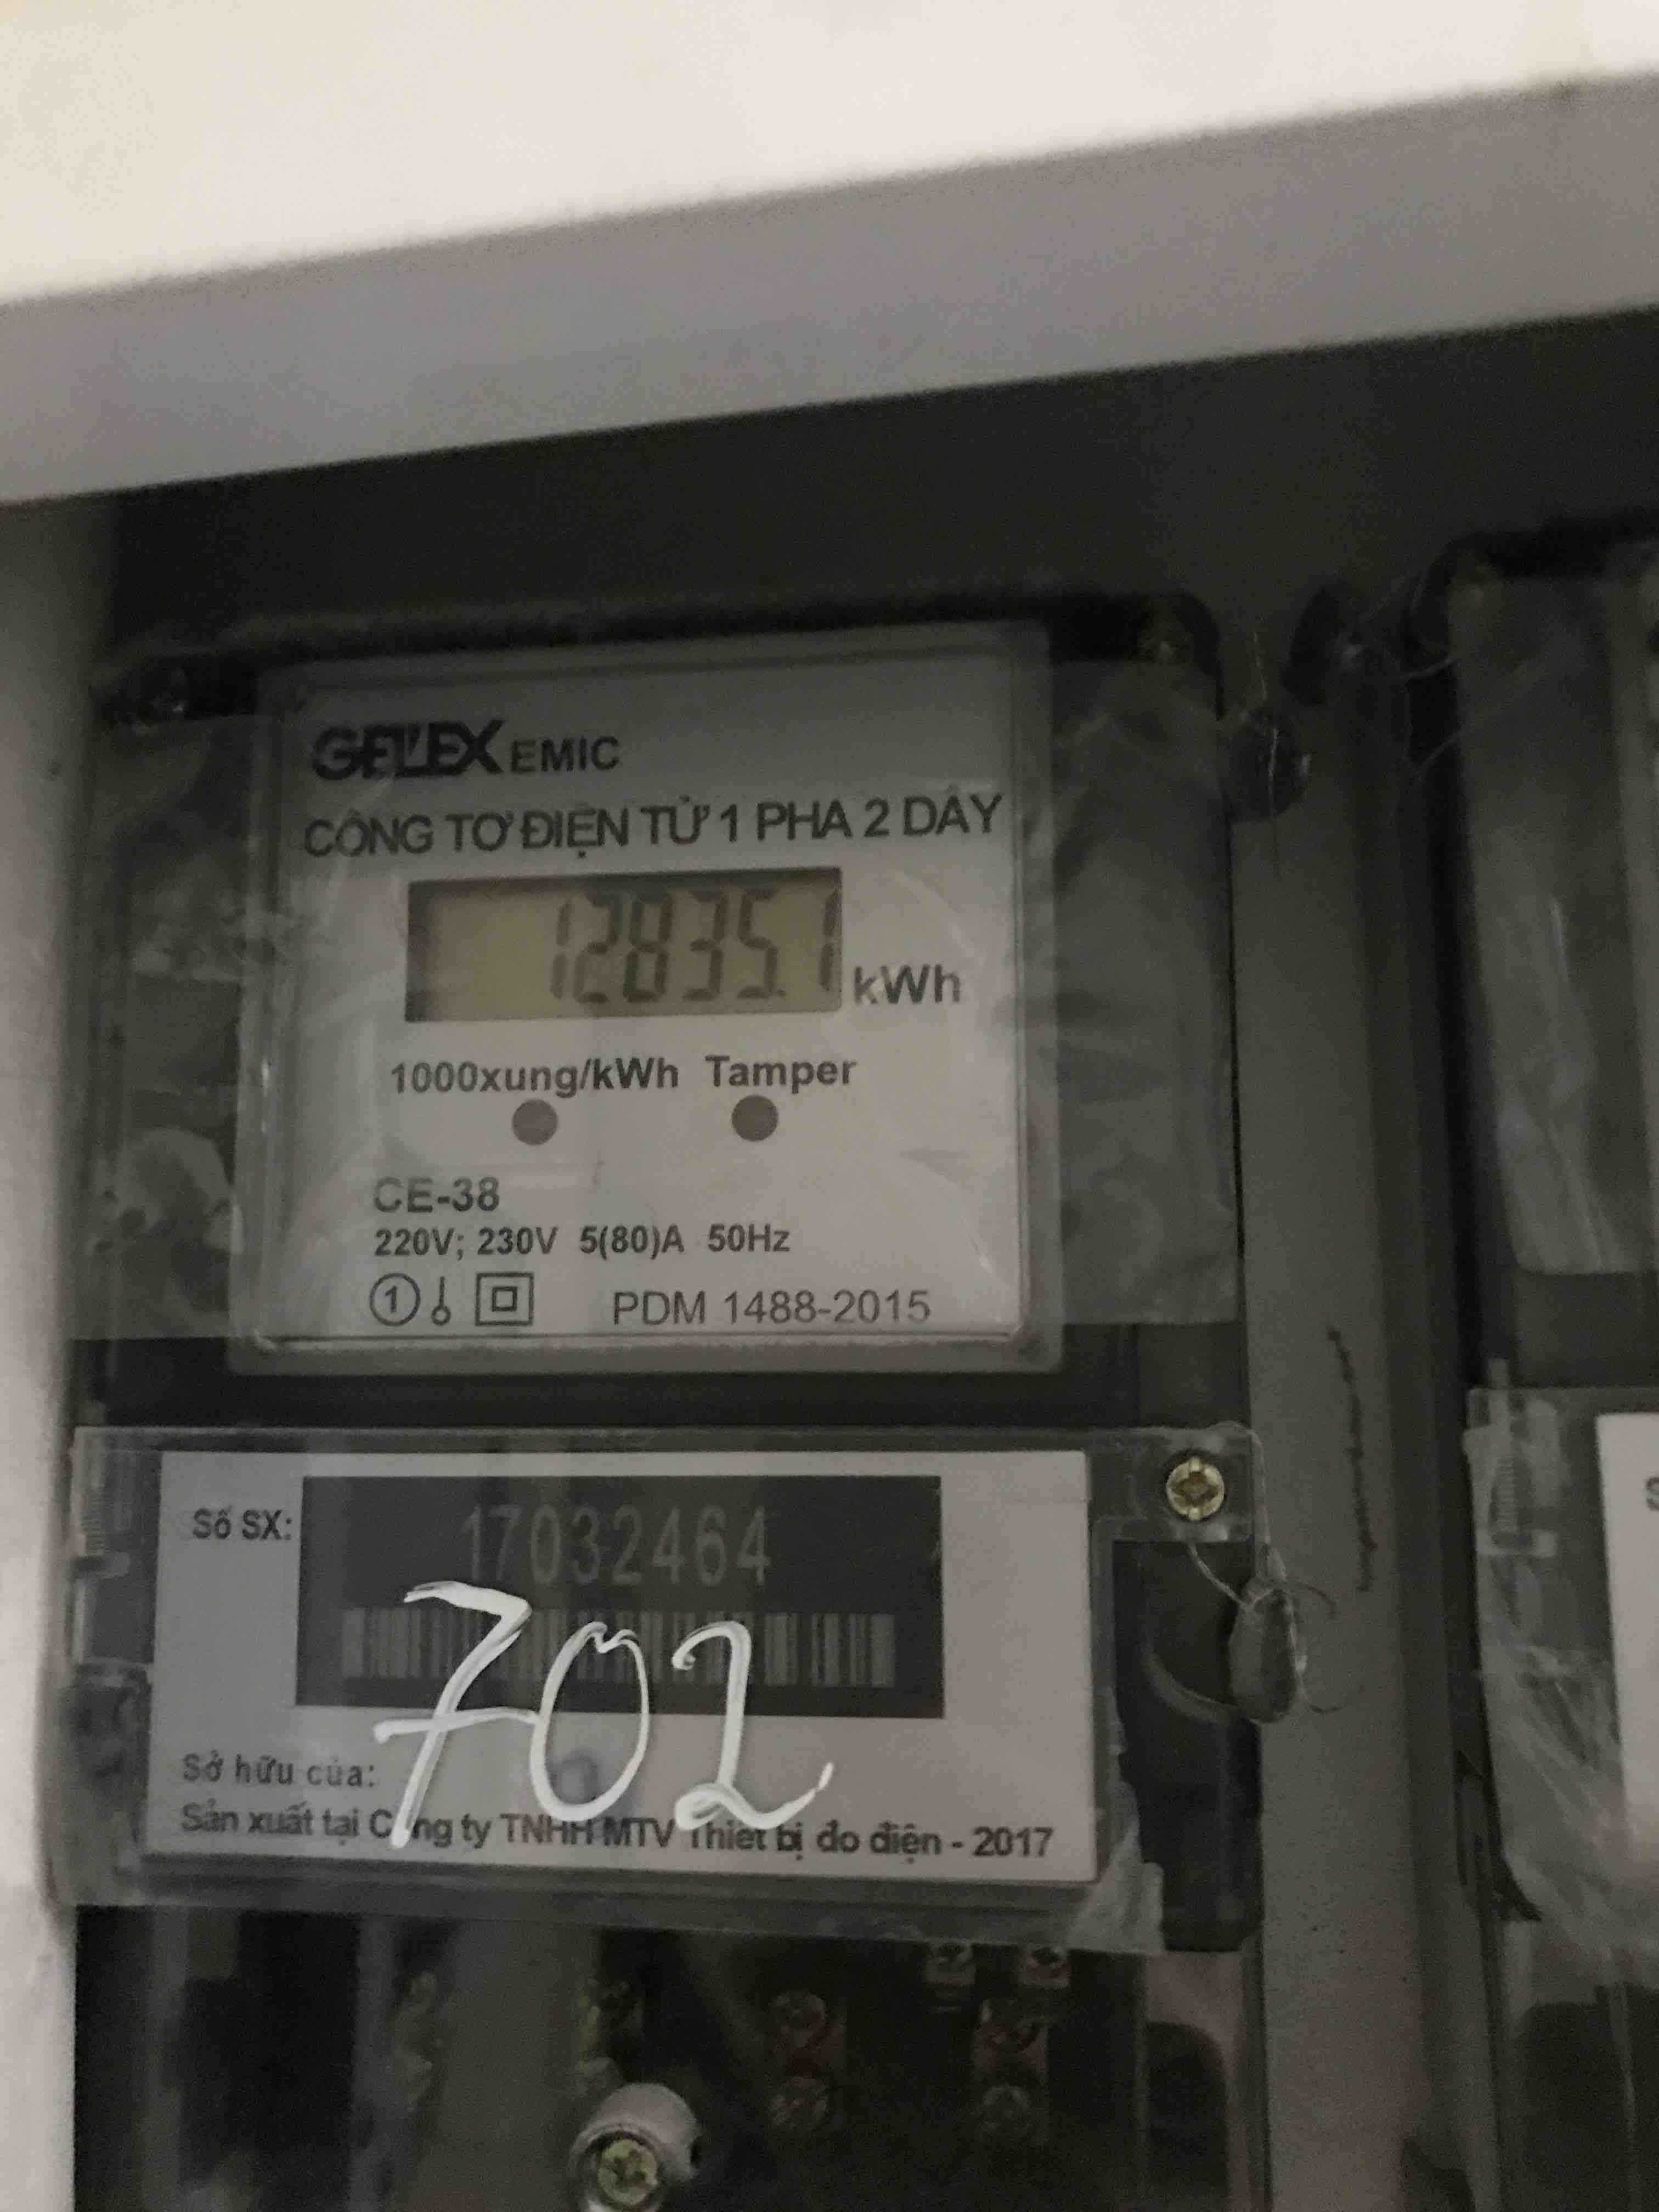 GELEX EMIC
CÔNG TƠ ĐIỆN TỬ 1 PHA 2 DÂY
12835.1 kWh
1000xung/kWh Tamper
CE-38
220V; 230V 5(80)A 50Hz
1 PDM 1488-2015
Số SX: 17032464
702
Sở hữu của:
Sản xuất tại Công ty TNHH MTV Thiết bị đo điện - 2017
S